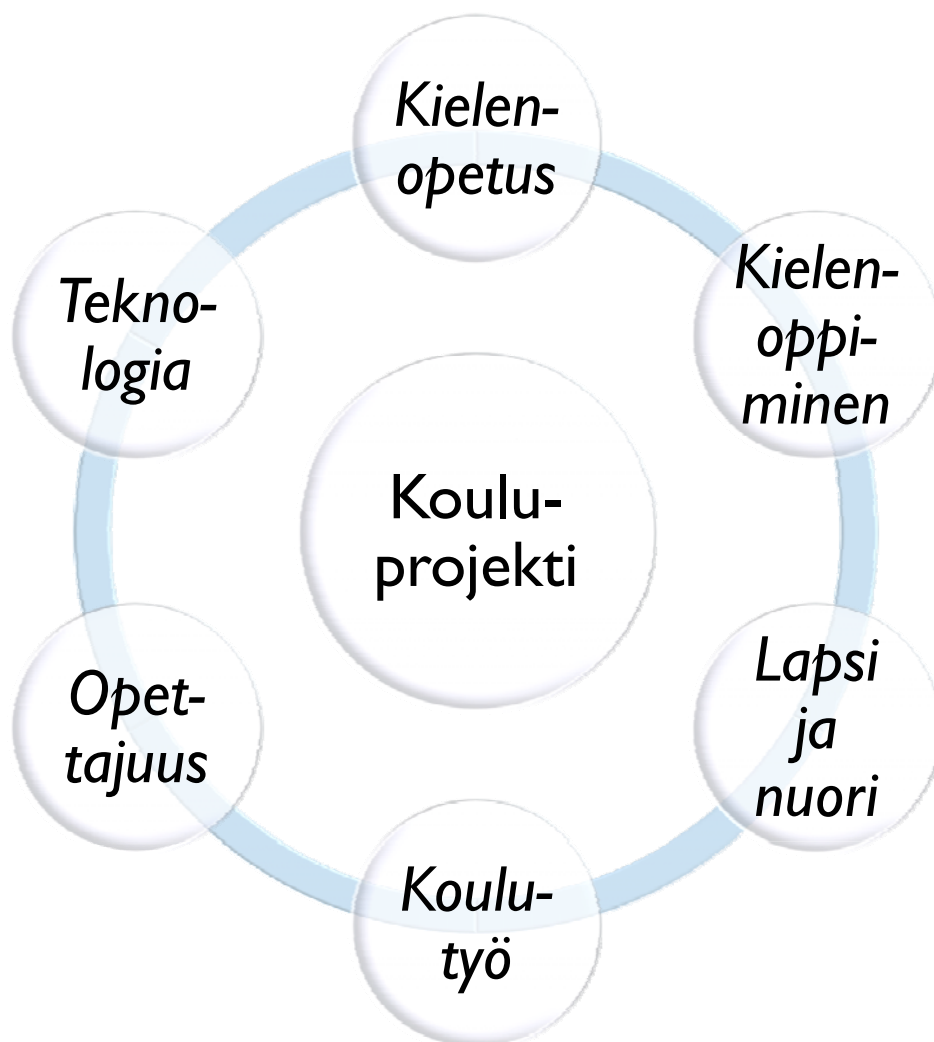 Kielen-
opetus
Kielen-
oppi-
minen
Lapsi
ja
nuori
Koulu-
työ
Opet-
tajuus
Tekno-
logia
Koulu-
projekti